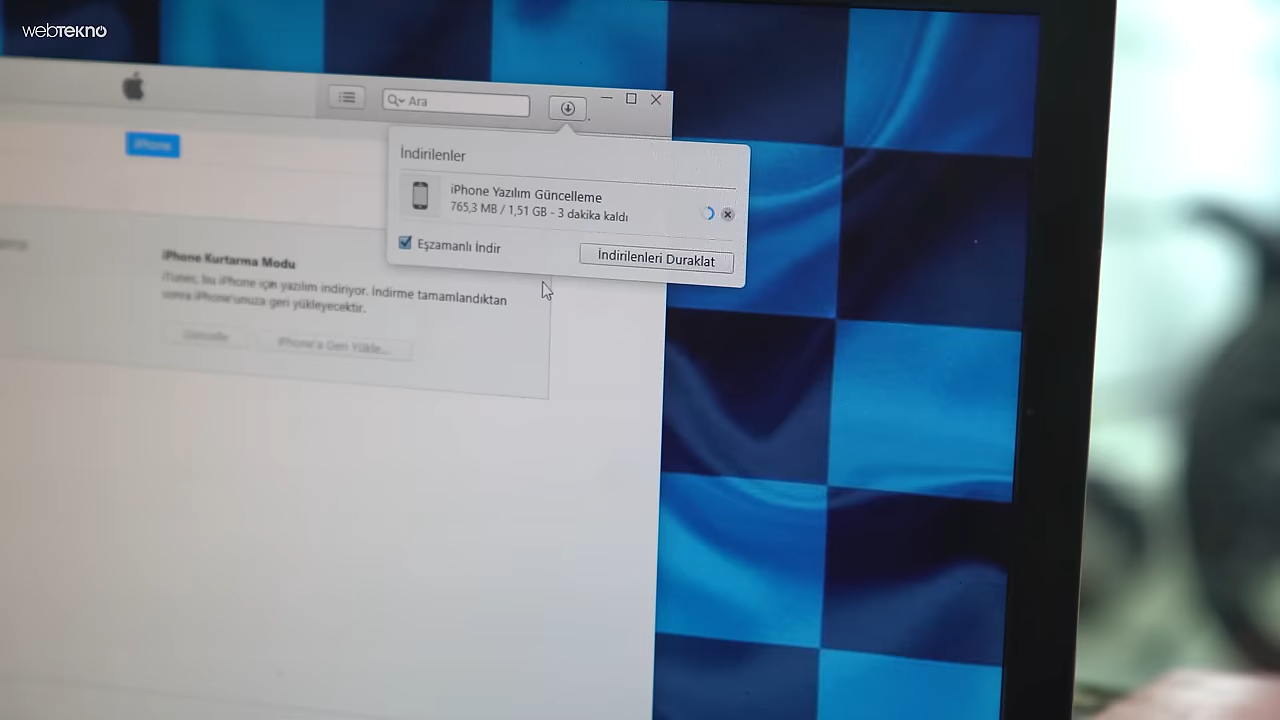 webtekno
Ara
iPhone
İndirilenler
iPhone Yazılım Güncelleme
765,3 MB / 1,51 GB - 3 dakika kaldı
Eşzamanlı İndir
İndirilenleri Duraklat
iPhone Kurtarma Modu
iTunes, bu iPhone için yazılım indiriyor. İndirme tamamlandıktan
sonra iPhone'unuza geri yükleyecektir.
Güncelle
iPhone'a Geri Yükle...